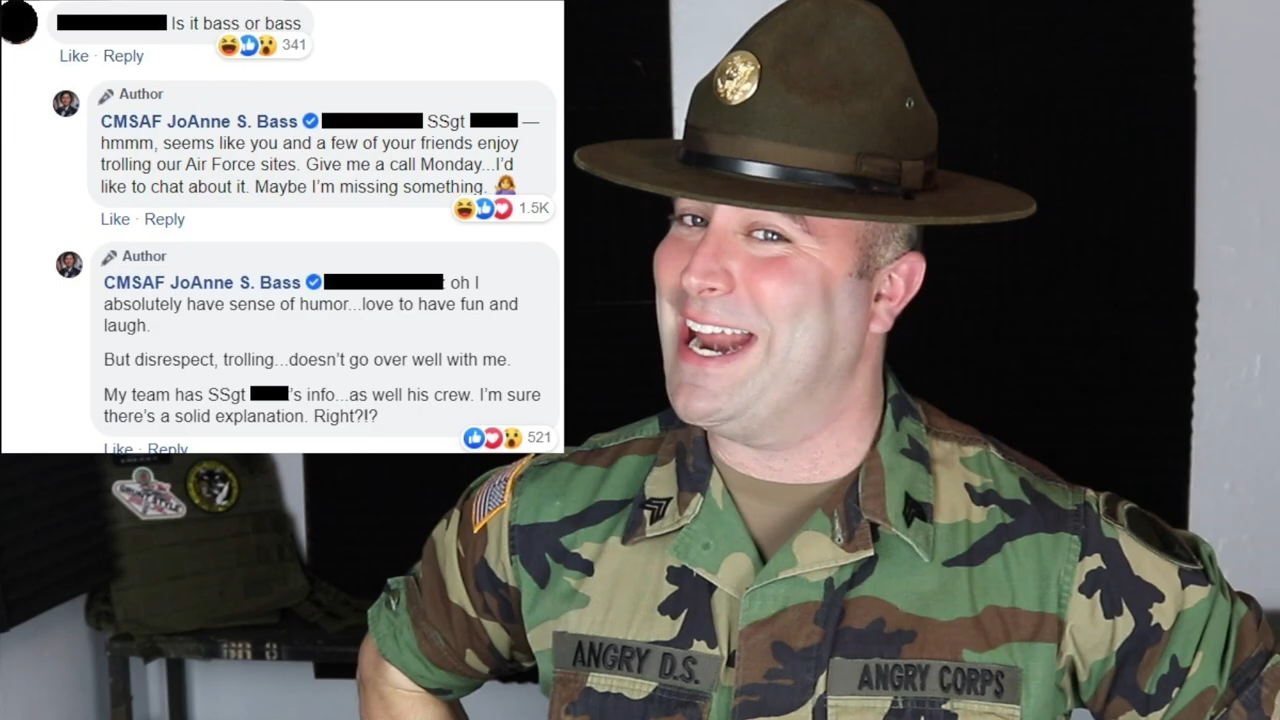 Is it bass or bass
341
Like · Reply
Author
CMSAF JoAnne S. Bass SSgt —
hmmm, seems like you and a few of your friends enjoy
trolling our Air Force sites. Give me a call Monday...I'd
like to chat about it. Maybe I'm missing something.
1.5K
Like · Reply
Author
CMSAF JoAnne S. Bass oh I
absolutely have sense of humor...love to have fun and
laugh.
But disrespect, trolling...doesn't go over well with me.
My team has SSgt 's info...as well his crew. I'm sure
there's a solid explanation. Right?!?
521
Like · Reply
ANGRY D.S.
ANGRY CORPS